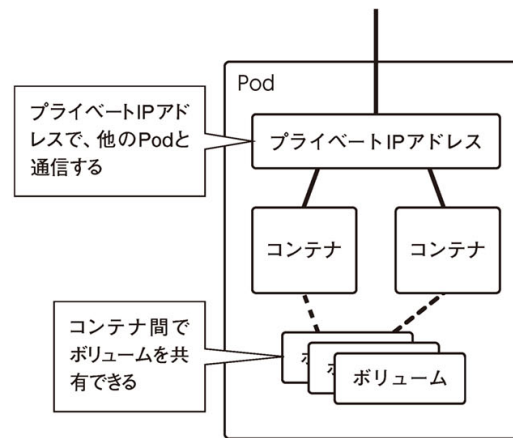 Pod
プライベートIPアド
レスで、他のPodと
通信する
プライベートIPアドレス
コンテナ
コンテナ
コンテナ間で
ボリュームを共
有できる
ボリューム